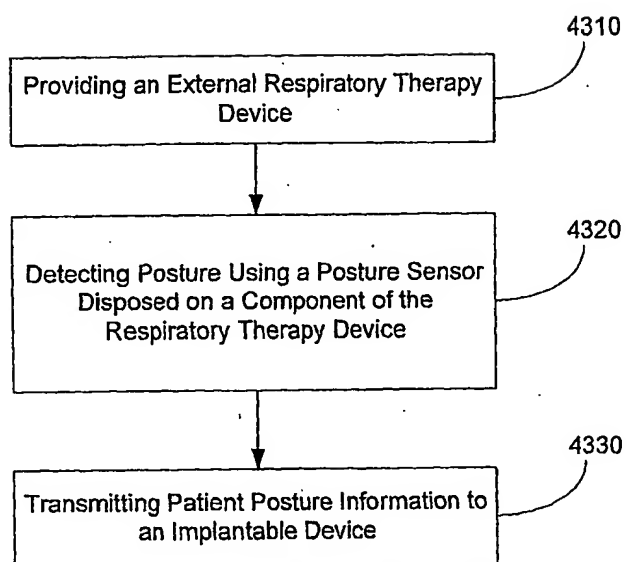 4310
Providing an External Respiratory Therapy
Device
4320
Detecting Posture Using a Posture Sensor
Disposed on a Component of the
Respiratory Therapy Device
4330
Transmitting Patient Posture Information to
an Implantable Device